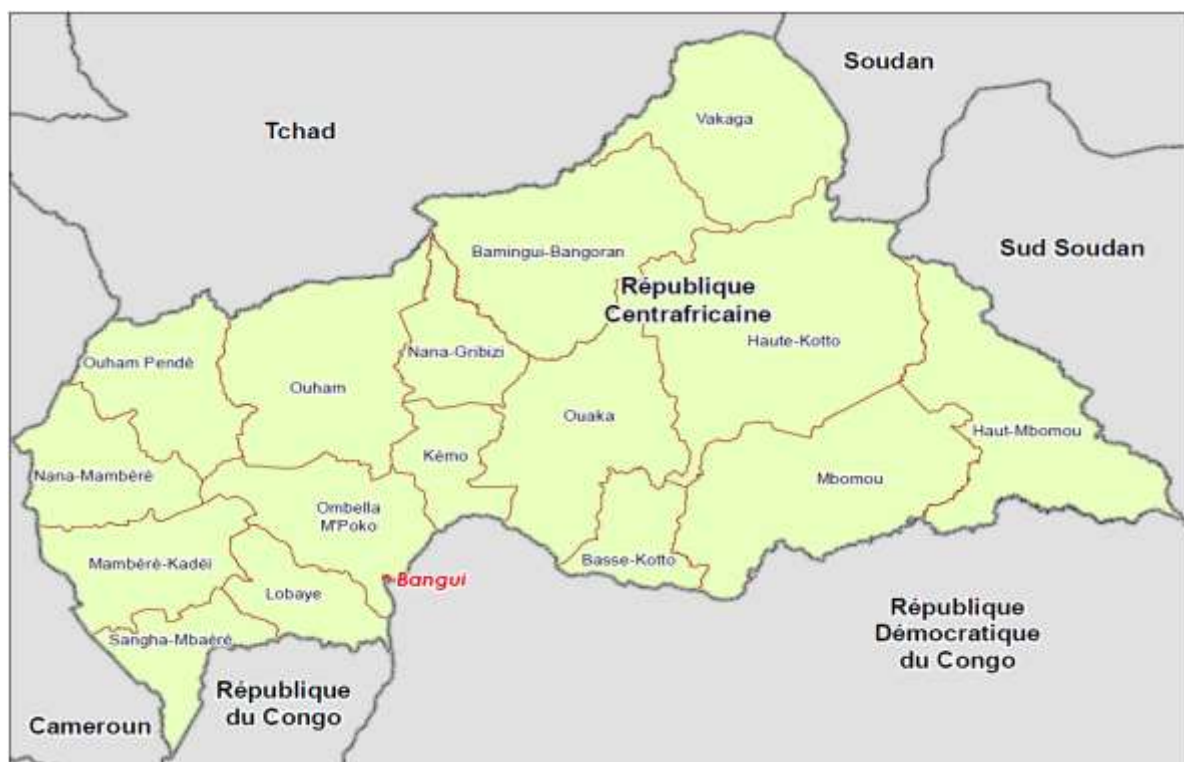 Soudan
Vakaga
Tchad
Sud Soudan
Bamingui-Bangoran
République
Centrafricaine
Haute-Kotto
Nana-Gribizi
Ouham Pendé
Ouham
Ouaka
Haut-Mbomou
Kémo
Nana-Mambéré
Mbomou
Ombella
M'Poko
Basse-Kotto
Mambéré-Kadéi
Bangui
Lobaye
République
Démocratique
du Congo
Sangha-Mbaéré
République
du Congo
Cameroun